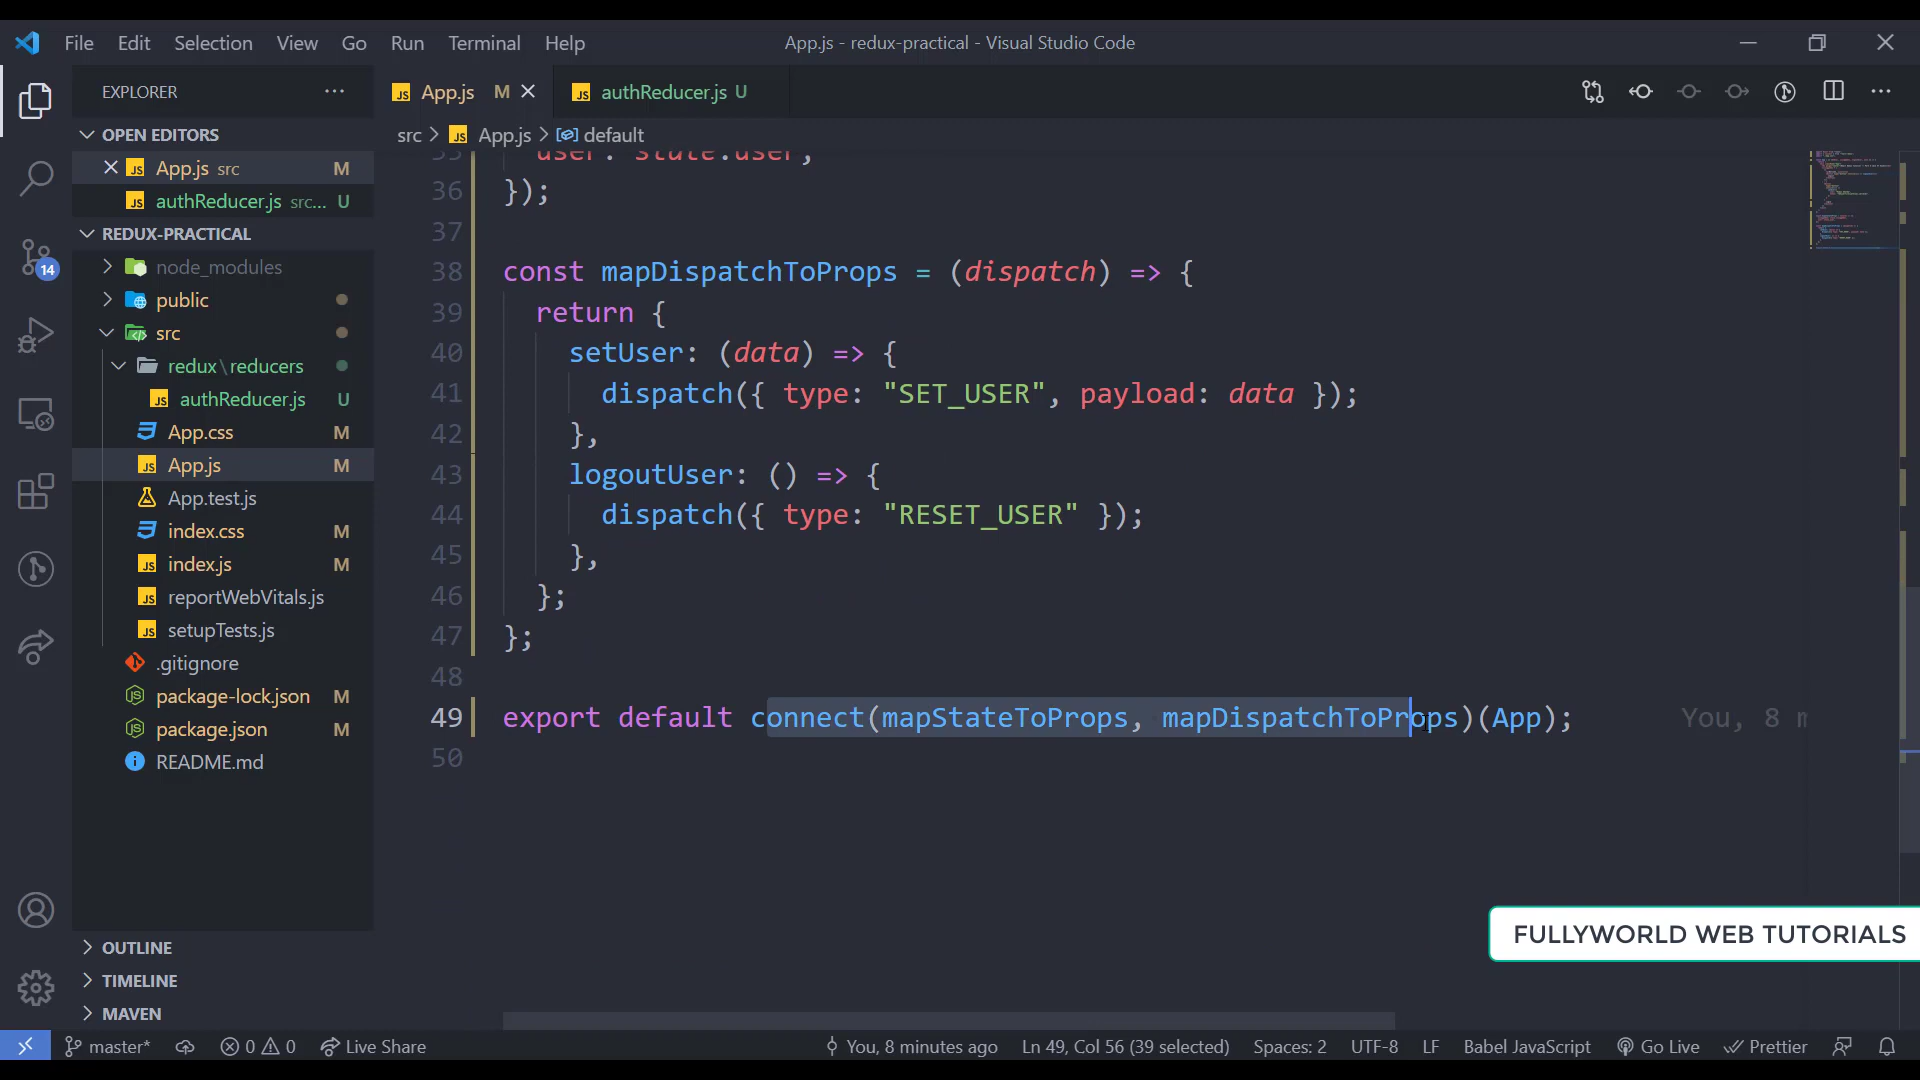 File Edit Selection View Go Run Terminal Help
App.js - redux-practical - Visual Studio Code
EXPLORER
App.js M
authReducer.js U
OPEN EDITORS
App.js src M
authReducer.js src... U
REDUX-PRACTICAL
node_modules
public
src
redux\reducers
authReducer.js U
App.css M
App.js M
App.test.js
index.css M
index.js M
reportWebVitals.js
setupTests.js
.gitignore
package-lock.json M
package.json M
README.md
OUTLINE
TIMELINE
MAVEN
14
src > App.js > default
35 user: state.user,
36 });
37
38 const mapDispatchToProps = (dispatch) => {
39 return {
40 setUser: (data) => {
41 dispatch({ type: "SET_USER", payload: data });
42 },
43 logoutUser: () => {
44 dispatch({ type: "RESET_USER" });
45 },
46 };
47 };
48
49 export default connect(mapStateToProps, mapDispatchToProps)(App); You, 8 m
50
FULLYWORLD WEB TUTORIALS
master* 0 0 Live Share You, 8 minutes ago Ln 49, Col 56 (39 selected) Spaces: 2 UTF-8 LF Babel JavaScript Go Live Prettier